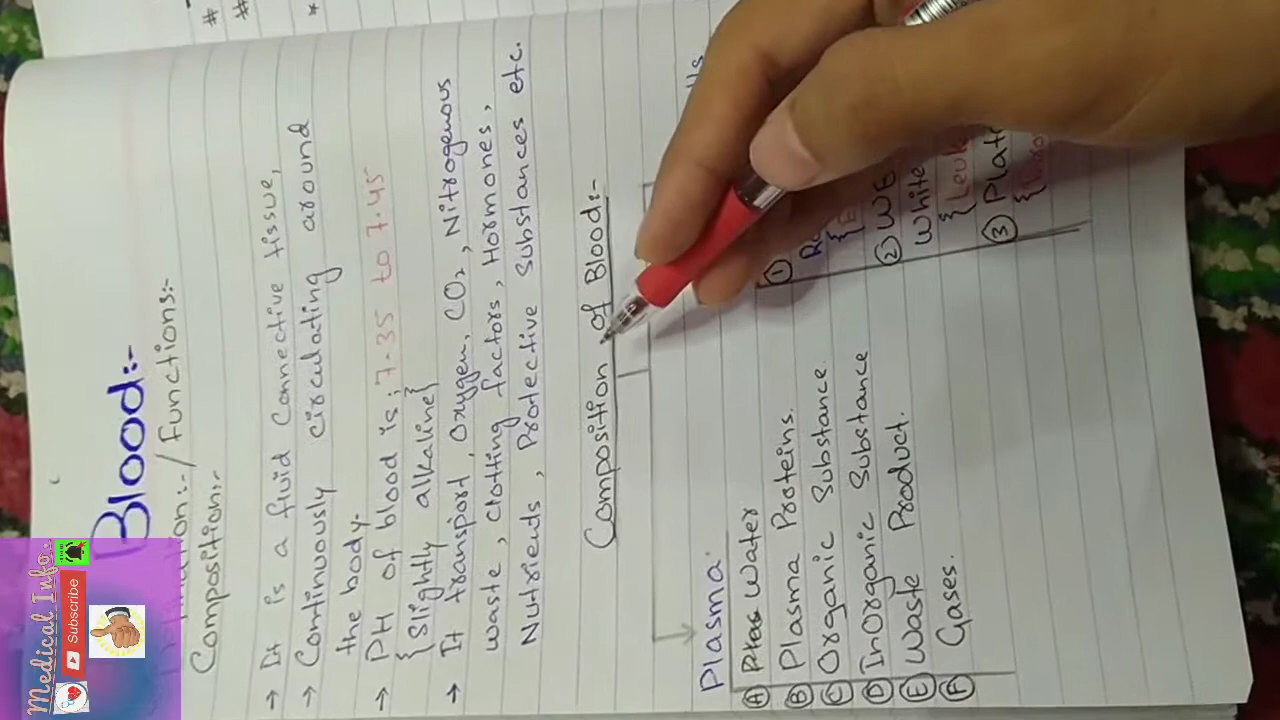 Blood:-
/ Functions:-
Composition:-
→ It is a fluid Connective tissue,
→ Continuously circulating around
the body.
→ PH of blood is; 7.35 to 7.45
{Slightly alkaline}
→ It transport, Oxygen, CO₂, Nitrogenous
waste, clotting factors, Hormones,
Nutrients, Protective Substances etc.
Composition of Blood:-
Plasma.
Ⓐ Water
Ⓑ Plasma Proteins.
Ⓒ Organic Substance
Ⓓ Inorganic Substance
Ⓔ Waste Product.
Ⓕ Gases.
①
②
White
③
Medical Info.
Subscribe